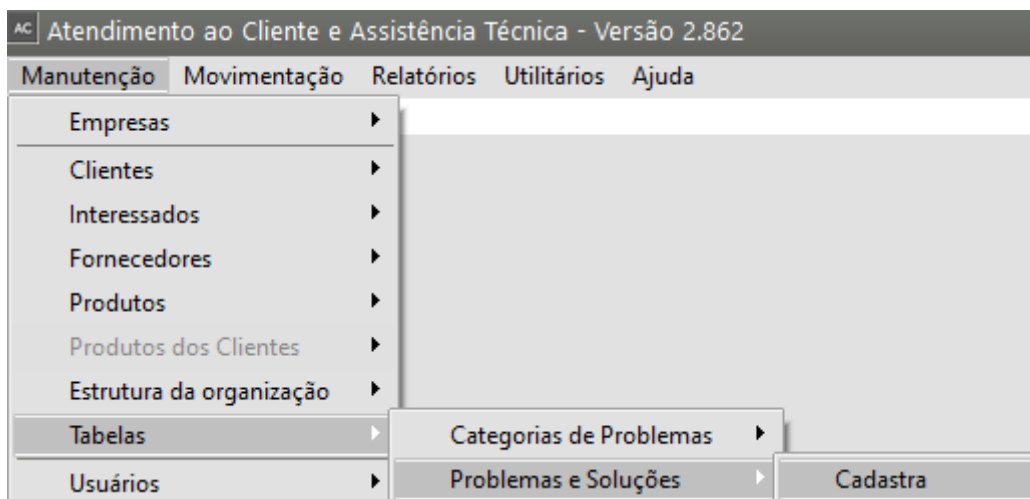 AC Atendimento ao Cliente e Assistência Técnica - Versão 2.862
Manutenção Movimentação Relatórios Utilitários Ajuda
Empresas
Clientes
Interessados
Fornecedores
Produtos
Produtos dos Clientes
Estrutura da organização
Tabelas Categorias de Problemas
Usuários Problemas e Soluções Cadastra